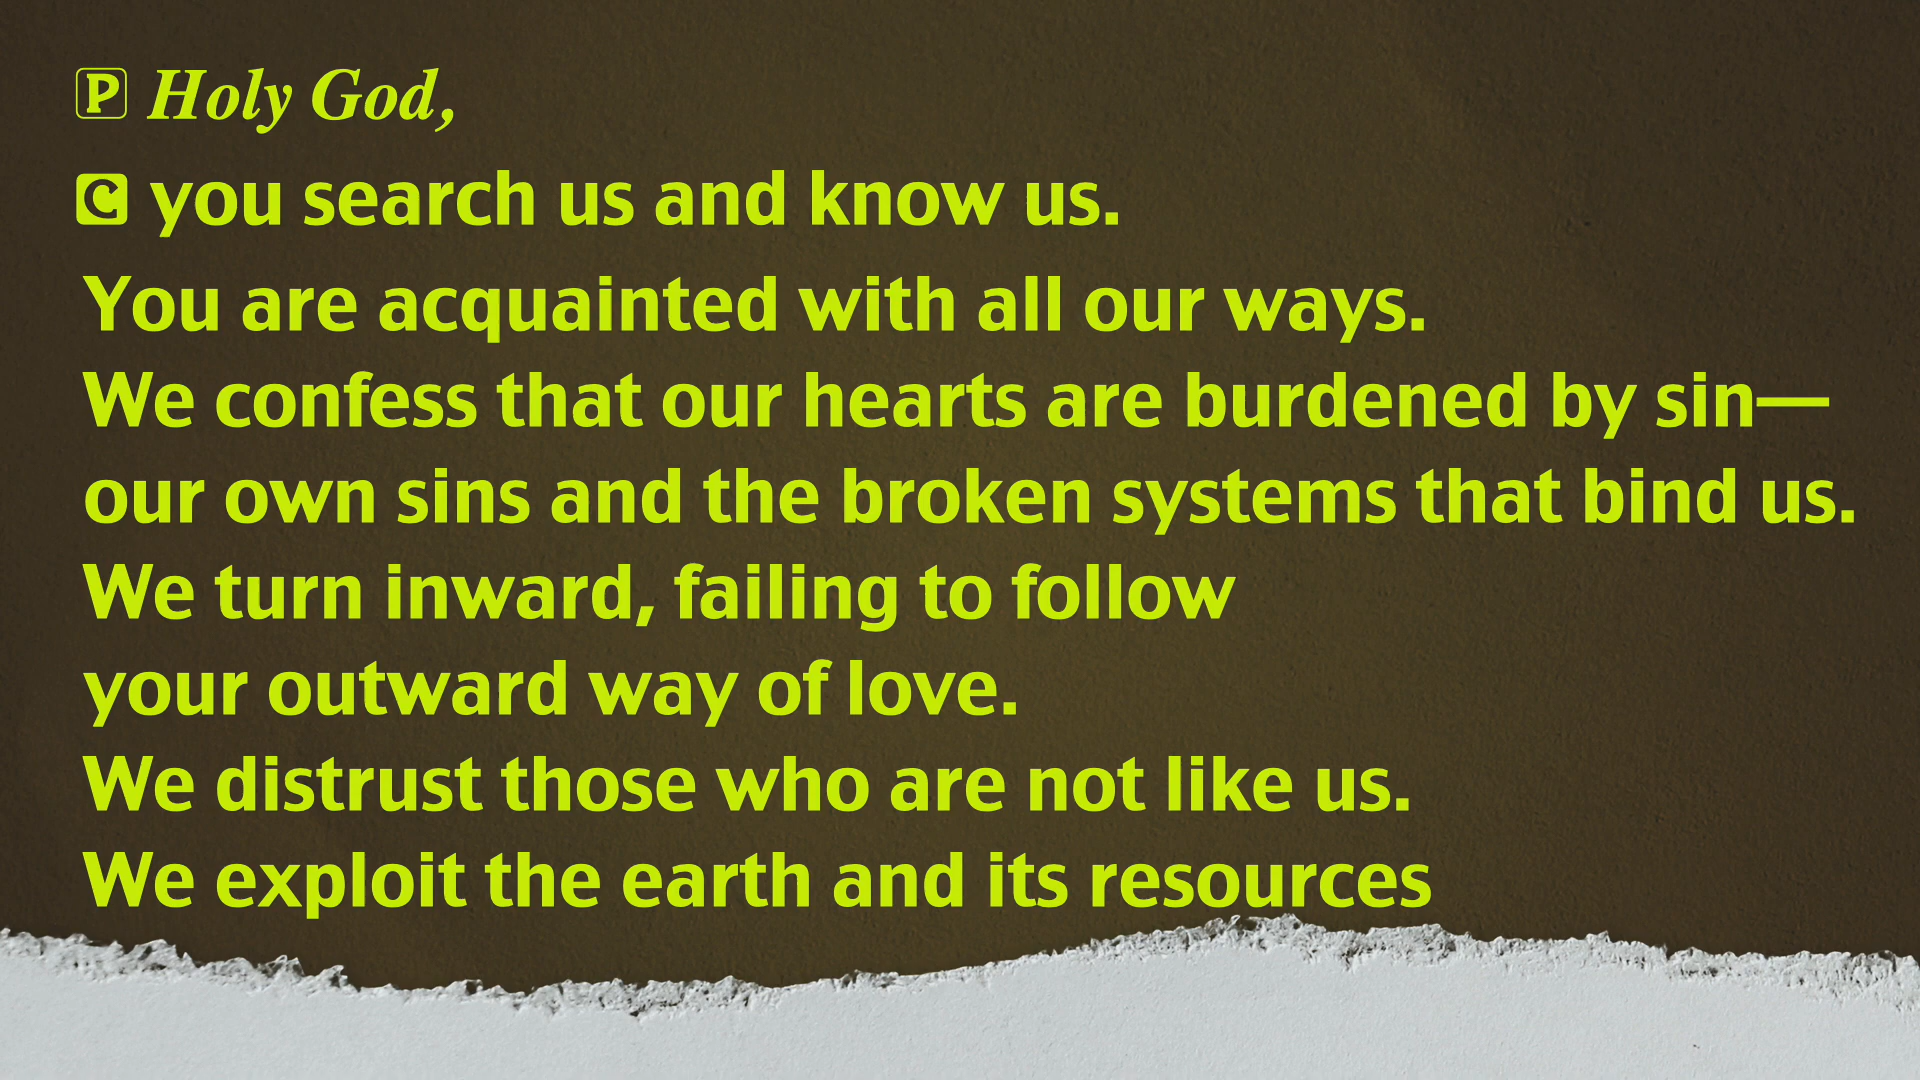 P Holy God,
C you search us and know us.
You are acquainted with all our ways.
We confess that our hearts are burdened by sin—
our own sins and the broken systems that bind us.
We turn inward, failing to follow
your outward way of love.
We distrust those who are not like us.
We exploit the earth and its resources